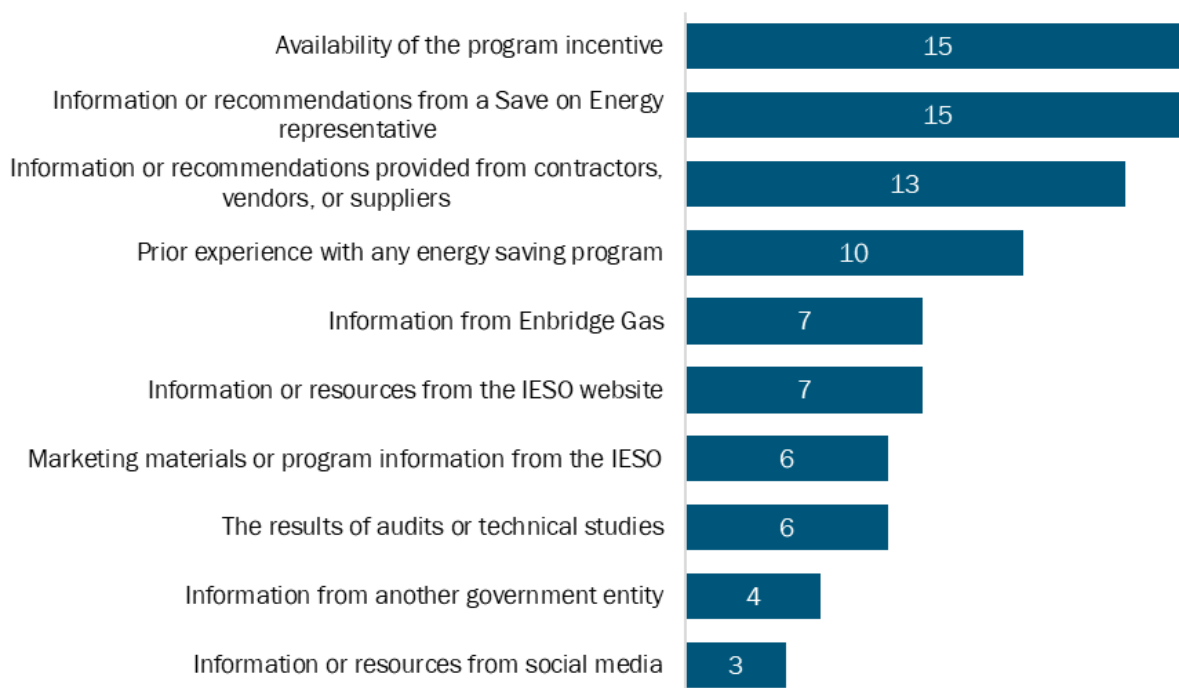 Availability of the program incentive 15
Information or recommendations from a Save on Energy
representative 15
Information or recommendations provided from contractors,
vendors, or suppliers 13
Prior experience with any energy saving program 10
Information from Enbridge Gas 7
Information or resources from the IESO website 7
Marketing materials or program information from the IESO 6
The results of audits or technical studies 6
Information from another government entity 4
Information or resources from social media 3